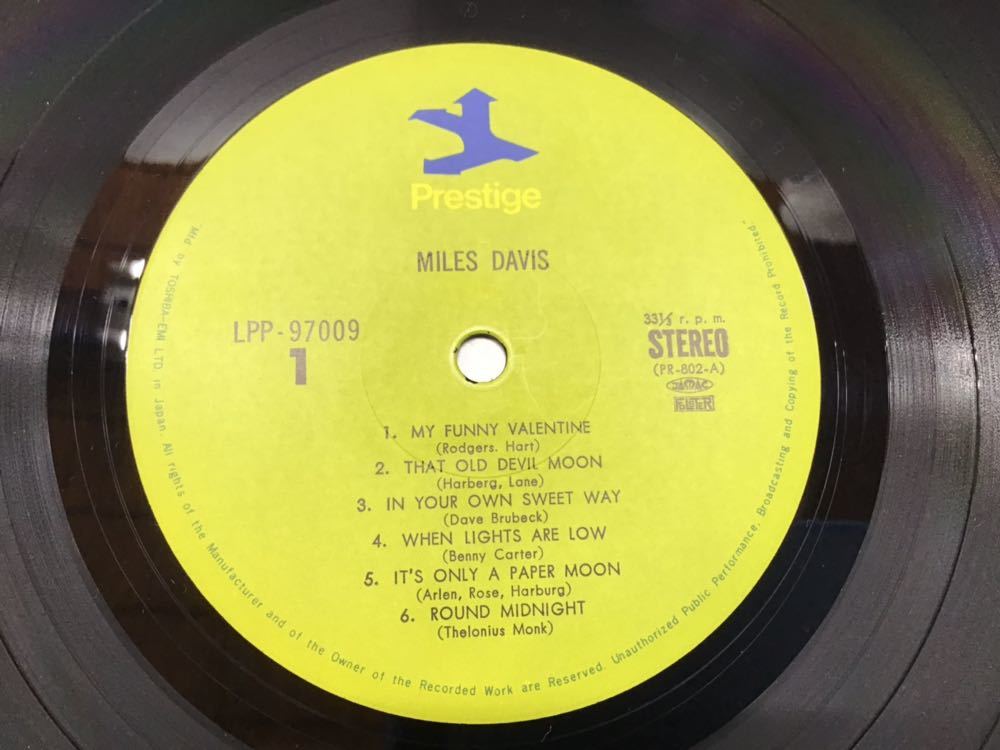 Prestige
MILES DAVIS
LPP-97009
1
33⅓ r. p. m.
STEREO
(PR-802-A)
JASRAC
1. MY FUNNY VALENTINE
(Rodgers. Hart)
2. THAT OLD DEVIL MOON
(Harberg, Lane)
3. IN YOUR OWN SWEET WAY
(Dave Brubeck)
4. WHEN LIGHTS ARE LOW
(Benny Carter)
5. IT'S ONLY A PAPER MOON
(Arlen, Rose, Harburg)
6. ROUND MIDNIGHT
(Thelonius Monk)
"Mfd by TOSHIBA-EMI LTD. in Japan. All rights of the Manufacturer and of the Owner of the Recorded Work are Reserved. Unauthorized Public Performance, Broadcasting and Copying of the Record Prohibited."